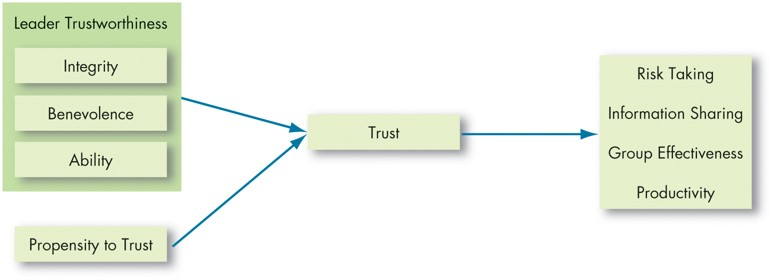 Leader Trustworthiness
Integrity
Benevolence
Ability
Propensity to Trust
Trust
Risk Taking
Information Sharing
Group Effectiveness
Productivity